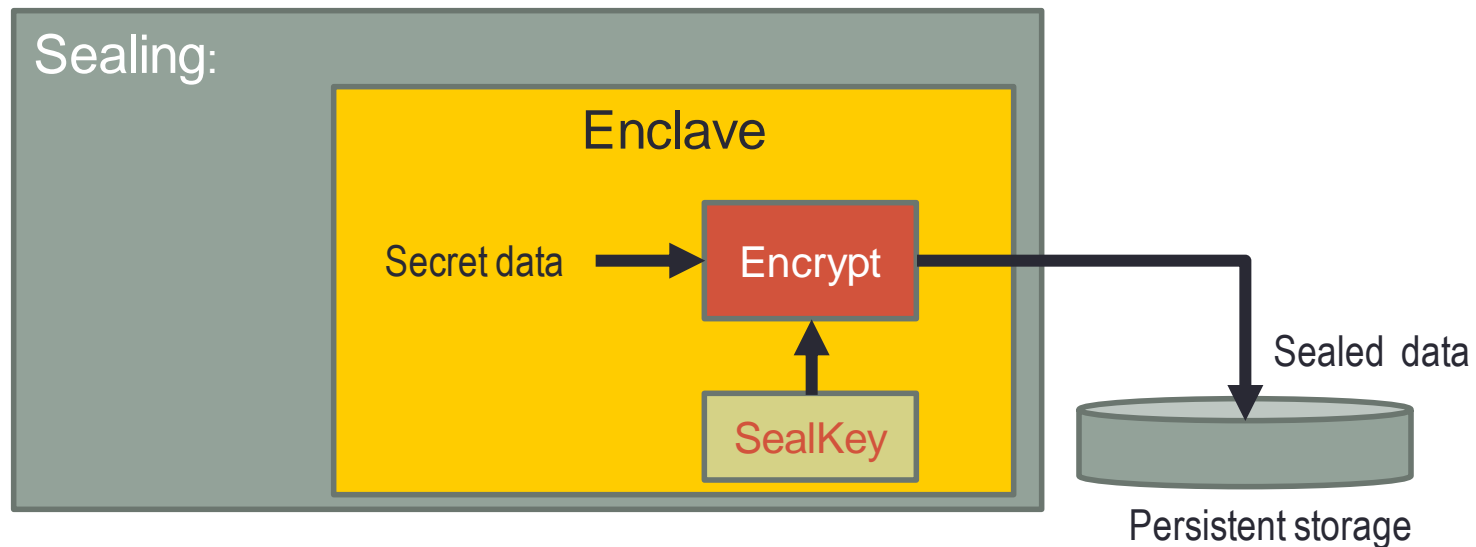 Sealing:
Enclave
Secret data
Encrypt
Sealed data
SealKey
Persistent storage